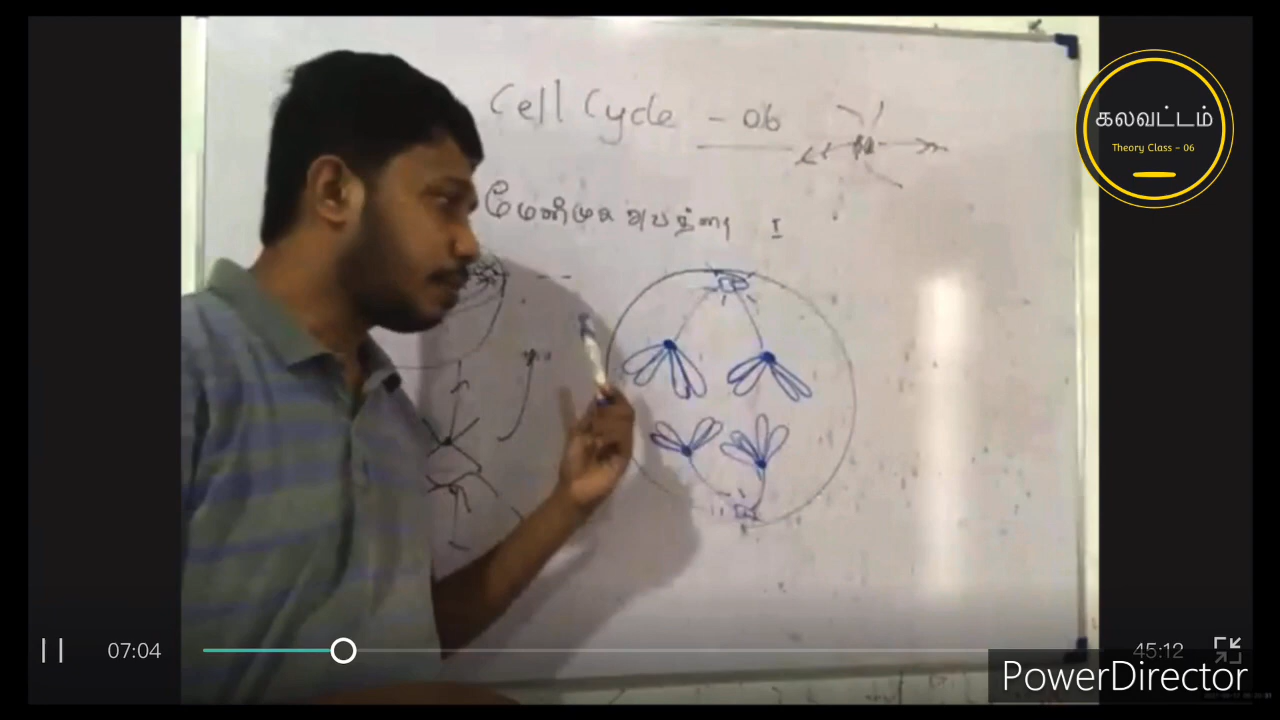 Cell Cycle - 06
மேன்முக அவத்தை I
கலவட்டம்
Theory Class - 06
07:04
45:12
PowerDirector